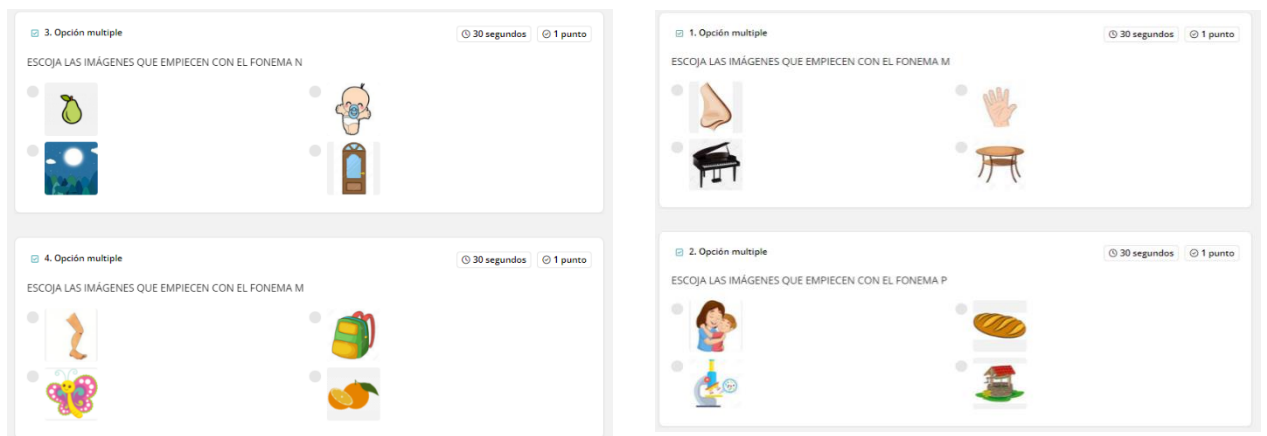 3. Opción multiple
30 segundos
1 punto
ESCOJA LAS IMÁGENES QUE EMPIECEN CON EL FONEMA N
4. Opción multiple
30 segundos
1 punto
ESCOJA LAS IMÁGENES QUE EMPIECEN CON EL FONEMA M
1. Opción multiple
30 segundos
1 punto
ESCOJA LAS IMÁGENES QUE EMPIECEN CON EL FONEMA M
2. Opción multiple
30 segundos
1 punto
ESCOJA LAS IMÁGENES QUE EMPIECEN CON EL FONEMA P